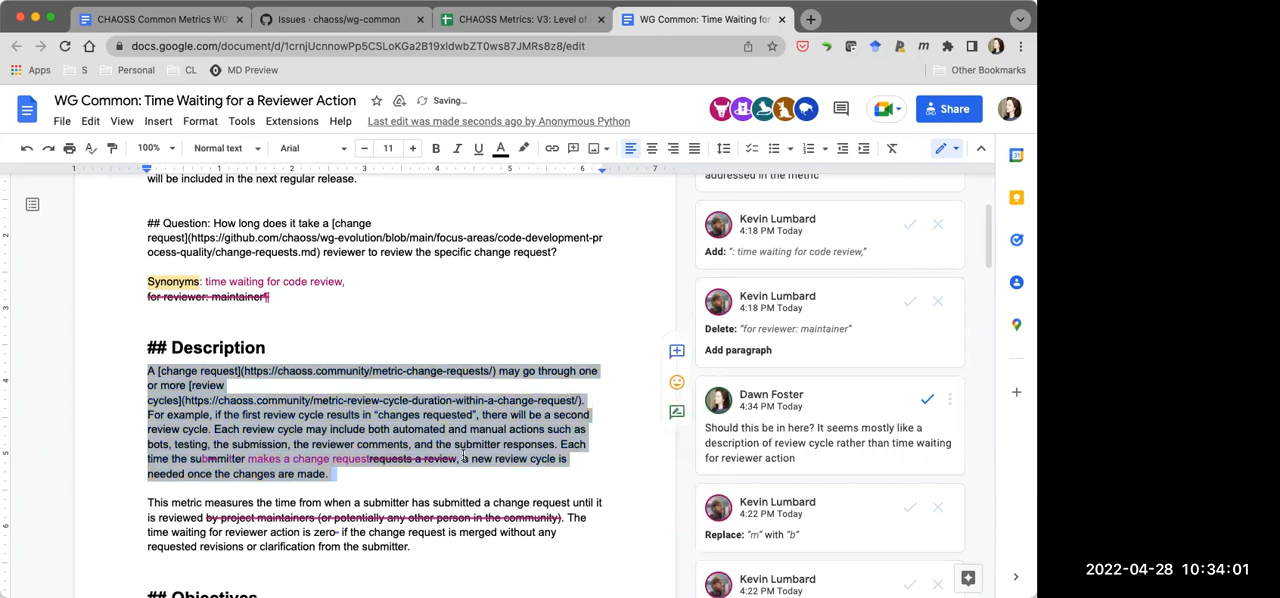 CHAOSS Common Metrics WG
Issues · chaoss/wg-common
CHAOSS Metrics: V3: Level of
WG Common: Time Waiting for
docs.google.com/document/d/1crnjUcnnowPp5CSLoKGa2B19xIdwbZT0ws87JMRs8z8/edit
Apps
S
Personal
CL
MD Preview
Other Bookmarks
WG Common: Time Waiting for a Reviewer Action
Saving...
File Edit View Insert Format Tools Extensions Help
Last edit was made seconds ago by Anonymous Python
Share
100%
Normal text
Arial
11
B I U A
1 1 2 3 4 5 6 7
will be included in the next regular release.
## Question: How long does it take a [change
request](https://github.com/chaoss/wg-evolution/blob/main/focus-areas/code-development-pr
ocess-quality/change-requests.md) reviewer to review the specific change request?
Synonyms: time waiting for code review,
for reviewer: maintainer¶
## Description
A [change request](https://chaoss.community/metric-change-requests/) may go through one
or more [review
cycles](https://chaoss.community/metric-review-cycle-duration-within-a-change-request/).
For example, if the first review cycle results in “changes requested”, there will be a second
review cycle. Each review cycle may include both automated and manual actions such as
bots, testing, the submission, the reviewer comments, and the submitter responses. Each
time the submmitter makes a change requestrequests a review, a new review cycle is
needed once the changes are made.
This metric measures the time from when a submitter has submitted a change request until it
is reviewed by project maintainers (or potentially any other person in the community). The
time waiting for reviewer action is zero- if the change request is merged without any
requested revisions or clarification from the submitter.
## Objectives
addressed in the metric
Kevin Lumbard
4:18 PM Today
Add: “: time waiting for code review,”
Kevin Lumbard
4:18 PM Today
Delete: “for reviewer: maintainer”
Add paragraph
Dawn Foster
4:34 PM Today
Should this be in here? It seems mostly like a
description of review cycle rather than time waiting
for reviewer action
Kevin Lumbard
4:22 PM Today
Replace: “m” with “b”
Kevin Lumbard
4:22 PM Today
2022-04-28 10:34:01